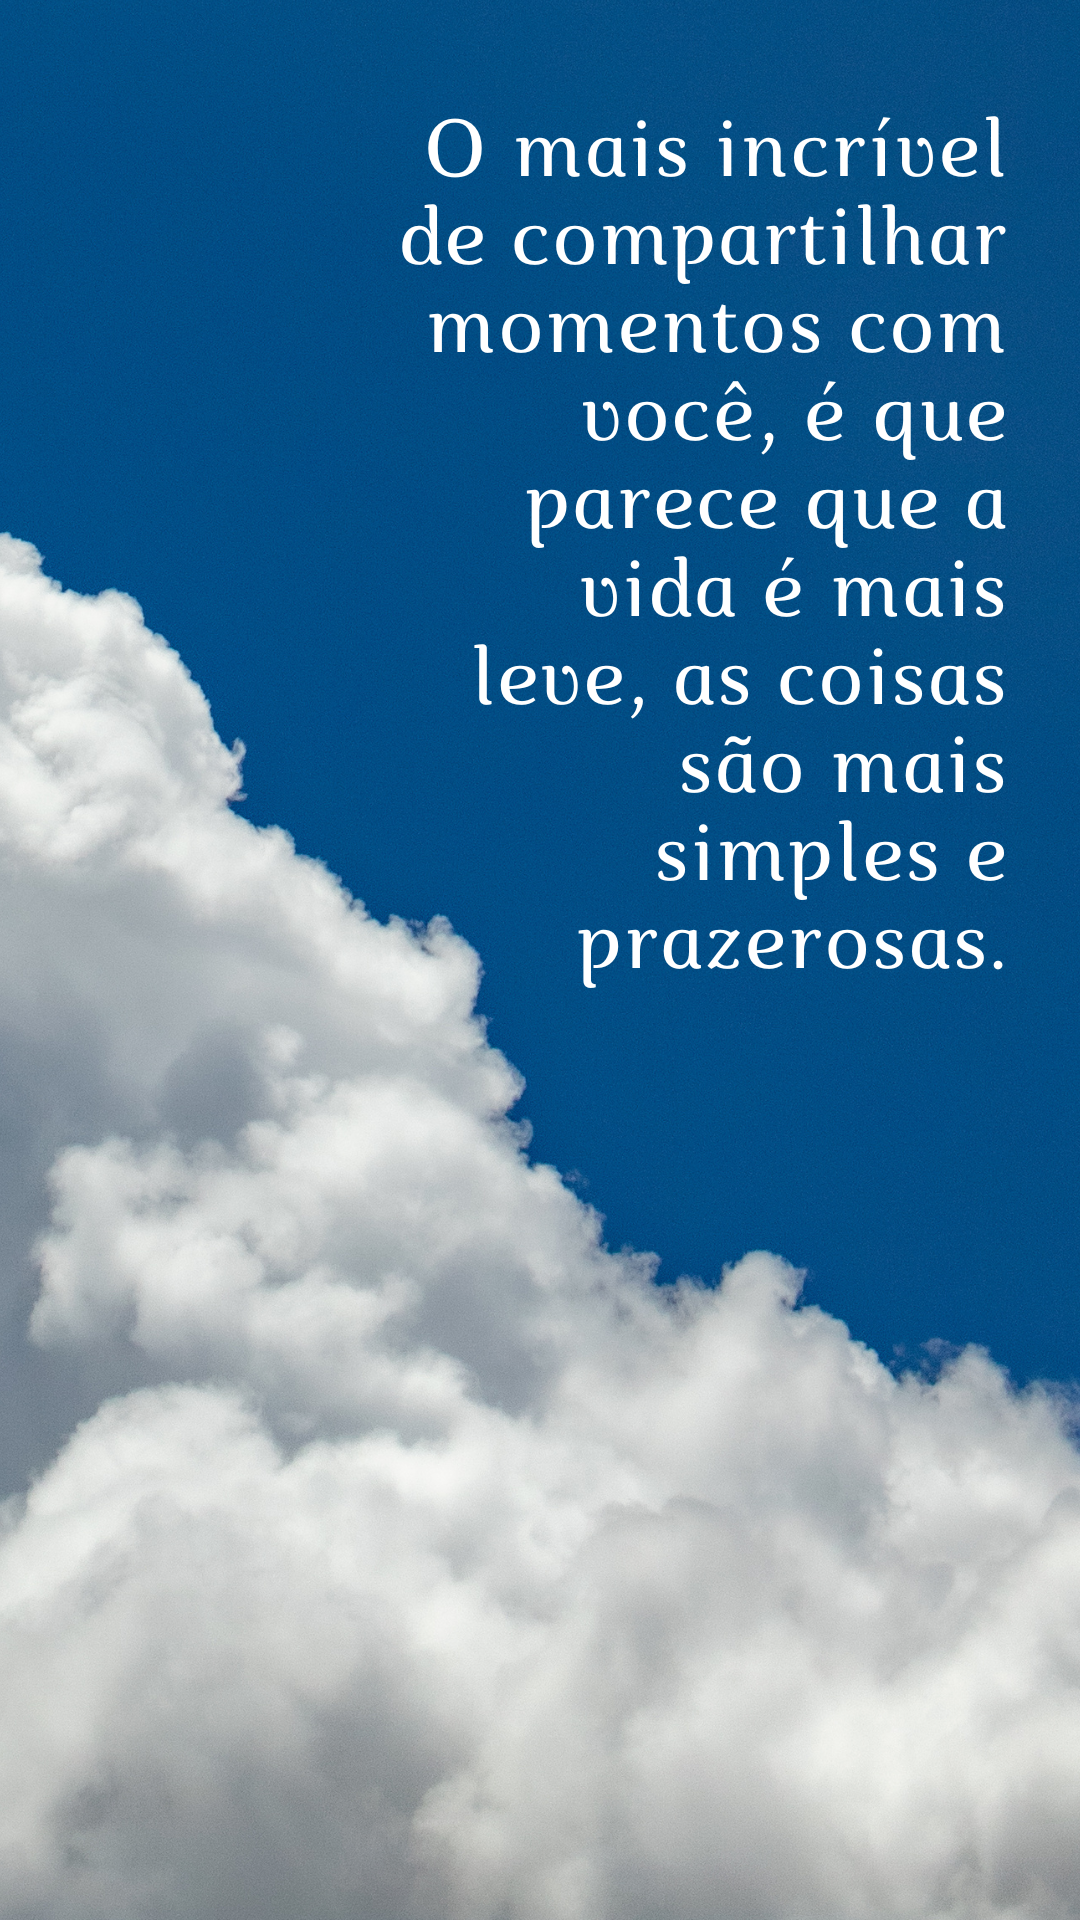 O mais incrível
de compartilhar
momentos com
você, é que
parece que a
vida é mais
leve, as coisas
são mais
simples e
prazerosas.